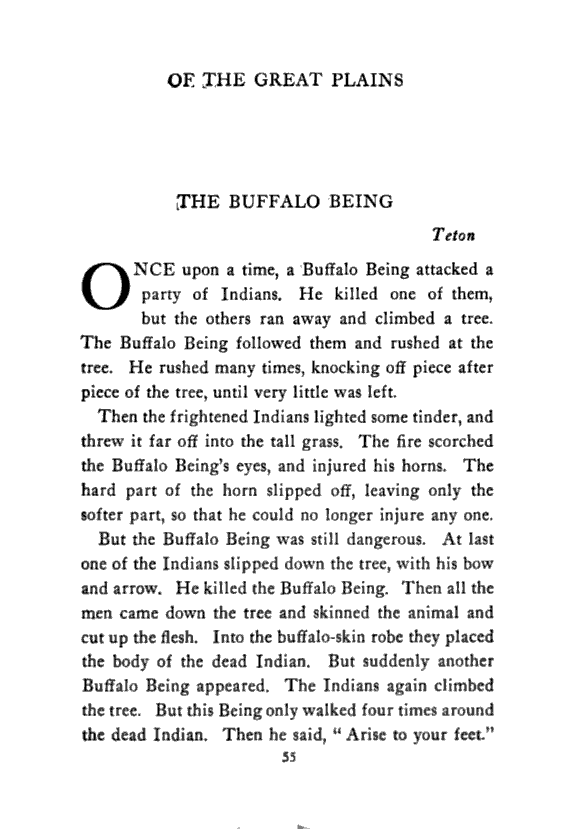 OF THE GREAT PLAINS
THE BUFFALO BEING
Teton
ONCE upon a time, a Buffalo Being attacked a
party of Indians. He killed one of them,
but the others ran away and climbed a tree.
The Buffalo Being followed them and rushed at the
tree. He rushed many times, knocking off piece after
piece of the tree, until very little was left.
Then the frightened Indians lighted some tinder, and
threw it far off into the tall grass. The fire scorched
the Buffalo Being's eyes, and injured his horns. The
hard part of the horn slipped off, leaving only the
softer part, so that he could no longer injure any one.
But the Buffalo Being was still dangerous. At last
one of the Indians slipped down the tree, with his bow
and arrow. He killed the Buffalo Being. Then all the
men came down the tree and skinned the animal and
cut up the flesh. Into the buffalo-skin robe they placed
the body of the dead Indian. But suddenly another
Buffalo Being appeared. The Indians again climbed
the tree. But this Being only walked four times around
the dead Indian. Then he said, "Arise to your feet."
55